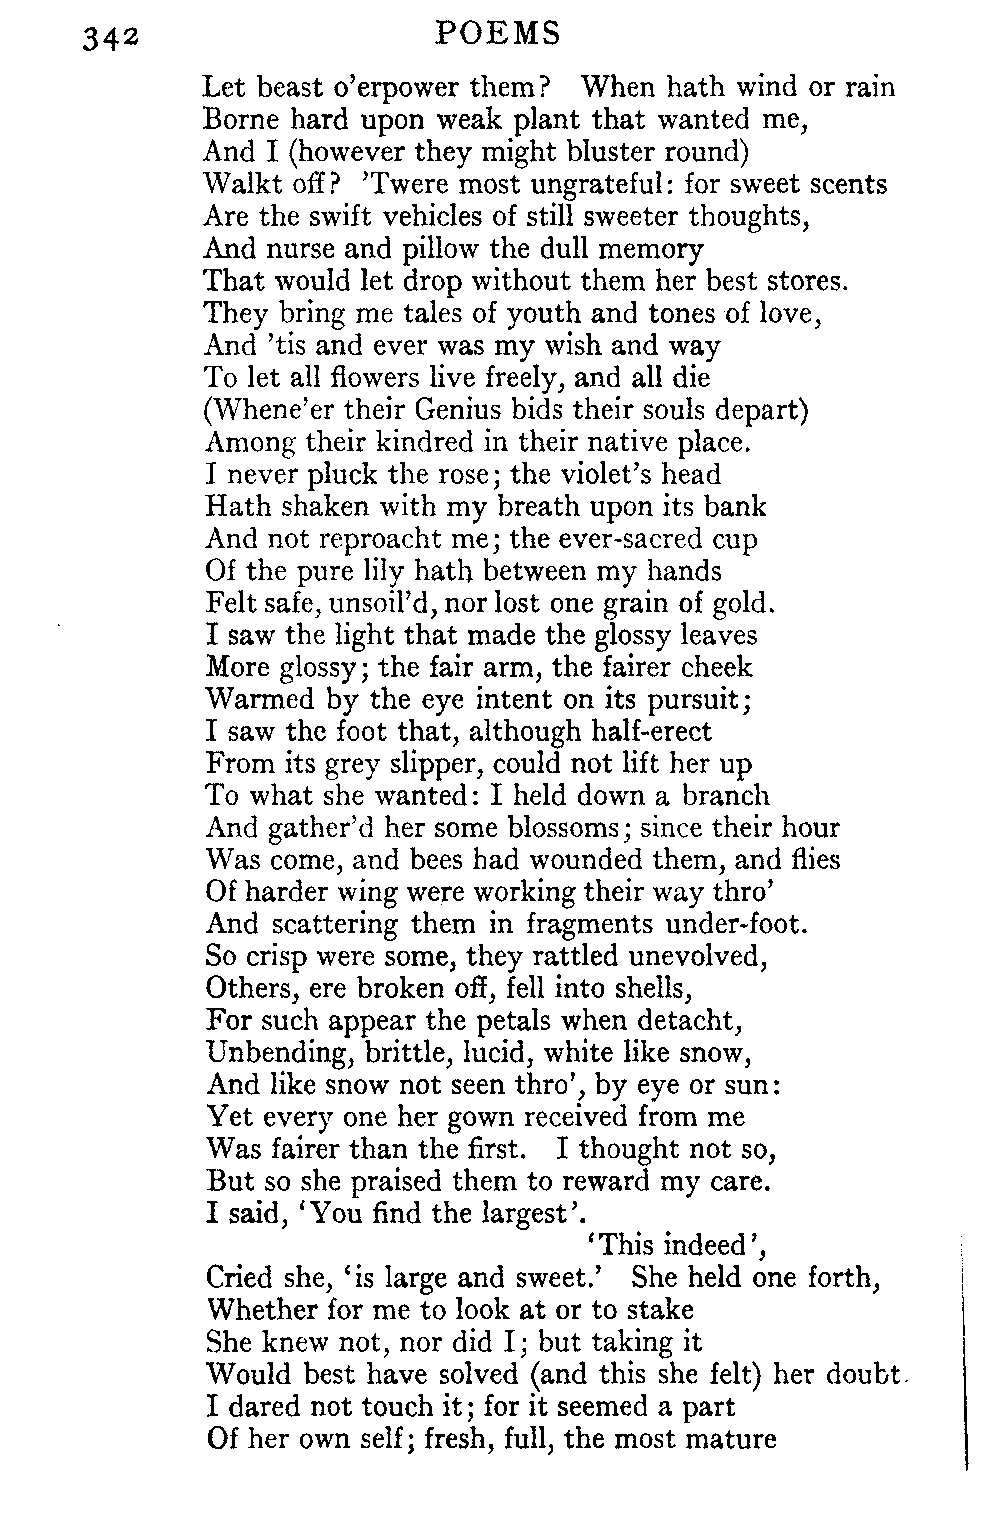 342 POEMS
Let beast o'erpower them? When hath wind or rain
Borne hard upon weak plant that wanted me,
And I (however they might bluster round)
Walkt off? 'Twere most ungrateful: for sweet scents
Are the swift vehicles of still sweeter thoughts,
And nurse and pillow the dull memory
That would let drop without them her best stores.
They bring me tales of youth and tones of love,
And 'tis and ever was my wish and way
To let all flowers live freely, and all die
(Whene'er their Genius bids their souls depart)
Among their kindred in their native place.
I never pluck the rose; the violet's head
Hath shaken with my breath upon its bank
And not reproacht me; the ever-sacred cup
Of the pure lily hath between my hands
Felt safe, unsoil'd, nor lost one grain of gold.
I saw the light that made the glossy leaves
More glossy; the fair arm, the fairer cheek
Warmed by the eye intent on its pursuit;
I saw the foot that, although half-erect
From its grey slipper, could not lift her up
To what she wanted: I held down a branch
And gather'd her some blossoms; since their hour
Was come, and bees had wounded them, and flies
Of harder wing were working their way thro'
And scattering them in fragments under-foot.
So crisp were some, they rattled unevolved,
Others, ere broken off, fell into shells,
For such appear the petals when detacht,
Unbending, brittle, lucid, white like snow,
And like snow not seen thro', by eye or sun:
Yet every one her gown received from me
Was fairer than the first. I thought not so,
But so she praised them to reward my care.
I said, 'You find the largest'.
'This indeed',
Cried she, 'is large and sweet.' She held one forth,
Whether for me to look at or to stake
She knew not, nor did I; but taking it
Would best have solved (and this she felt) her doubt.
I dared not touch it; for it seemed a part
Of her own self; fresh, full, the most mature